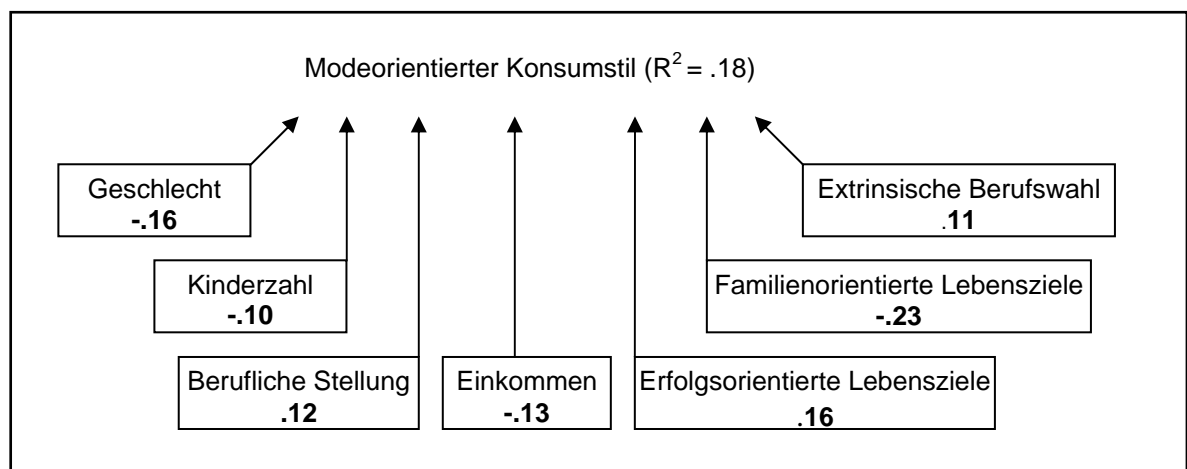 Modeorientierter Konsumstil (R² = .18)
Geschlecht
-.16
Extrinsische Berufswahl
.11
Kinderzahl
-.10
Familienorientierte Lebensziele
-.23
Berufliche Stellung
.12
Einkommen
-.13
Erfolgsorientierte Lebensziele
.16